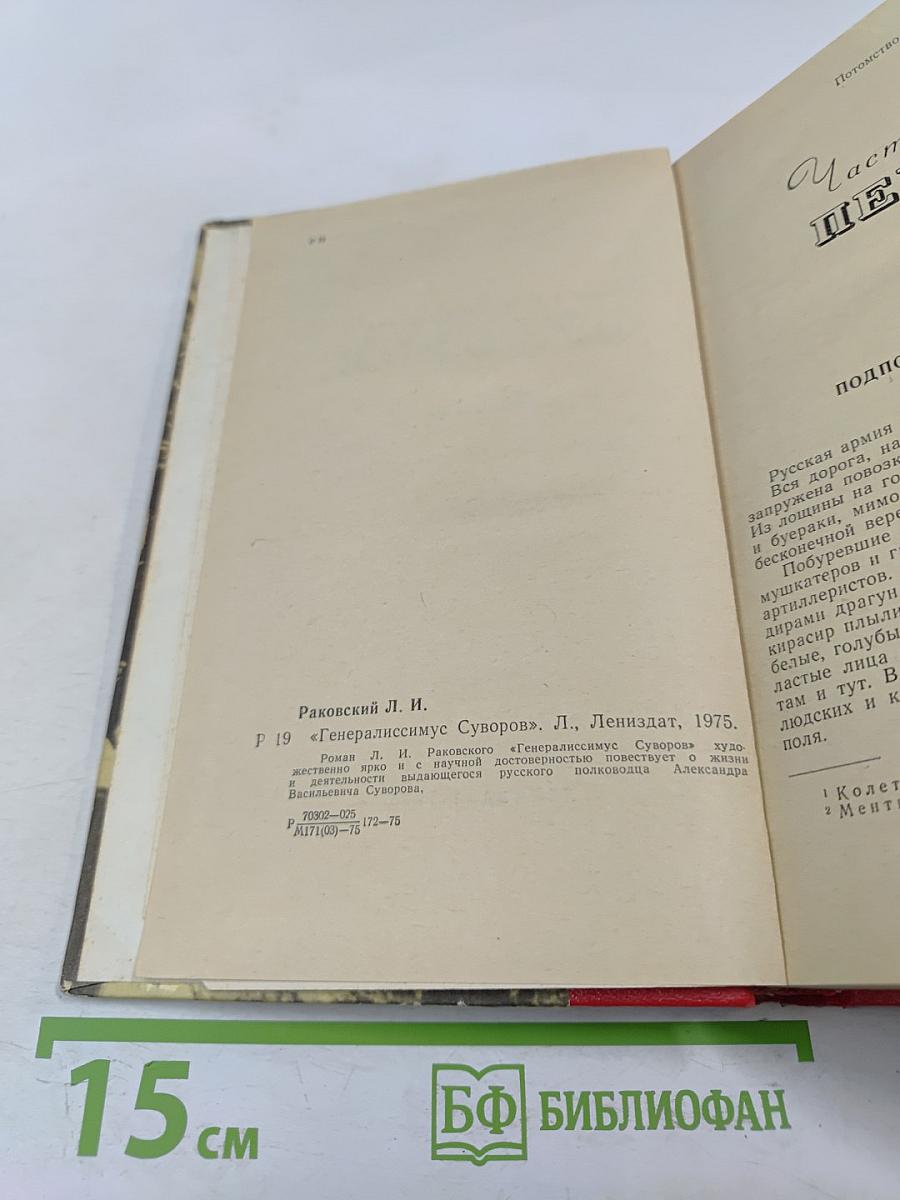 Раковский Л. И.
Р 19 «Генералиссимус Суворов». Л., Лениздат, 1975.
Роман Л. И. Раковского «Генералиссимус Суворов» худо-
жественно ярко и с научной достоверностью повествует о жизни
и деятельности выдающегося русского полководца Александра
Васильевича Суворова,
Р 70302—025
М171(03)—75 172—75
Потомство
Част
ПЕ
ПОДПО
Русская армия
Вся дорога, на
запружена повозк
Из лощины на го
и буераки, мимо
бесконечной вере
Побуревшие
мушкатеров и г
артиллеристов.
дирами драгун
кирасир плыли
белые, голубы
ластые лица
там и тут. В
людских и к
поля.
1 Колет
2 Менти
15 см
БФ БИБЛИОФАН